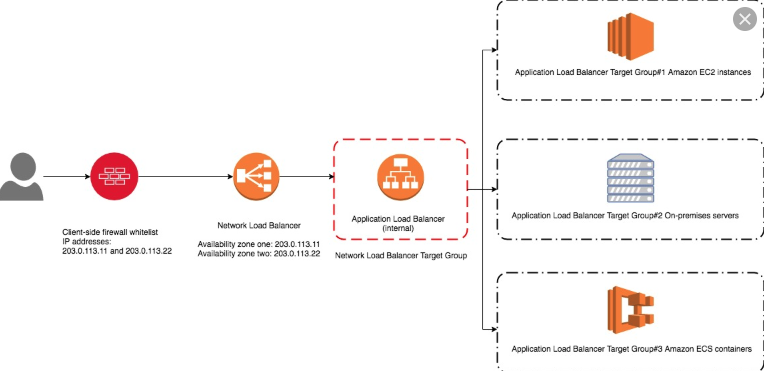 Application Load Balancer Target Group#1 Amazon EC2 instances
Client-side firewall whitelist
IP addresses:
203.0.113.11 and 203.0.113.22
Network Load Balancer
Availability zone one: 203.0.113.11
Availability zone two: 203.0.113.22
Application Load Balancer
(internal)
Network Load Balancer Target Group
Application Load Balancer Target Group#2 On-premises servers
Application Load Balancer Target Group#3 Amazon ECS containers